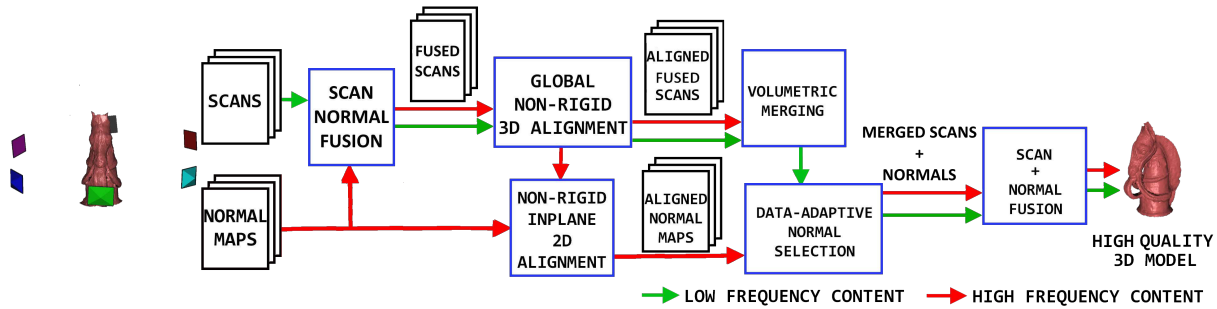 SCANS
NORMAL
MAPS
SCAN
NORMAL
FUSION
FUSED
SCANS
GLOBAL
NON-RIGID
3D ALIGNMENT
NON-RIGID
INPLANE
2D
ALIGNMENT
ALIGNED
FUSED
SCANS
ALIGNED
NORMAL
MAPS
VOLUMETRIC
MERGING
DATA-ADAPTIVE
NORMAL
SELECTION
MERGED SCANS
+
NORMALS
SCAN
+
NORMAL
FUSION
HIGH QUALITY
3D MODEL
LOW FREQUENCY CONTENT
HIGH FREQUENCY CONTENT